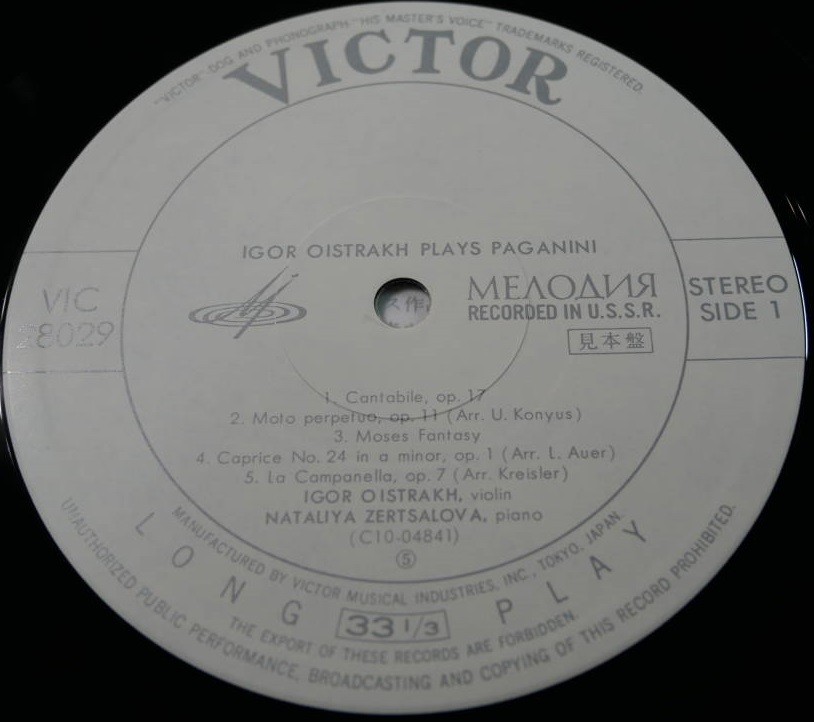 "VICTOR" DOG AND PHONOGRAPH "HIS MASTER'S VOICE" TRADEMARKS REGISTERED.
VICTOR
IGOR OISTRAKH PLAYS PAGANINI
VIC
28029
МЕЛОДИЯ
RECORDED IN U.S.S.R.
見本盤
STEREO
SIDE 1
ス作
1. Cantabile, op. 17
2. Moto perpetuo, op. 11 (Arr. U. Konyus)
3. Moses Fantasy
4. Caprice No. 24 in a minor, op. 1 (Arr. L. Auer)
5. La Campanella, op. 7 (Arr. Kreisler)
IGOR OISTRAKH, violin
NATALIYA ZERTSALOVA, piano
(C10-04841)
⑤
MANUFACTURED BY VICTOR MUSICAL INDUSTRIES, INC., TOKYO, JAPAN.
LONG 33 1/3 PLAY
THE EXPORT OF THESE RECORDS ARE FORBIDDEN.
UNAUTHORIZED PUBLIC PERFORMANCE, BROADCASTING AND COPYING OF THIS RECORD PROHIBITED.